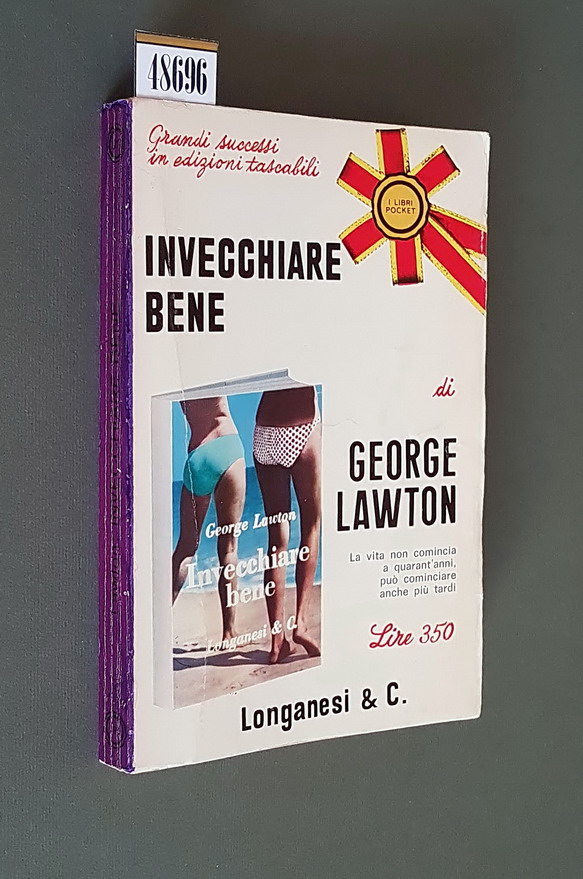 48696
Grandi successi
in edizioni tascabili
I LIBRI
POCKET
INVECCHIARE
BENE
di
GEORGE
LAWTON
La vita non comincia
a quarant'anni,
può cominciare
anche più tardi
Lire 350
George Lawton
Invecchiare
bene
Longanesi & C.
Longanesi & C.